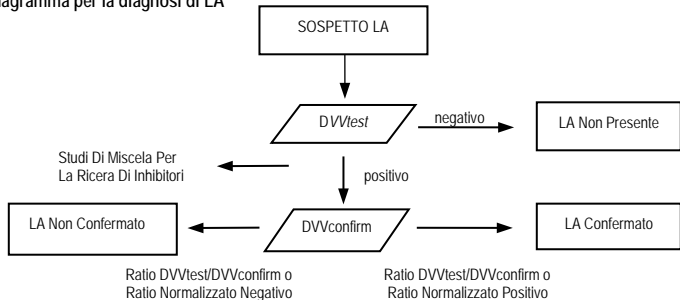 agramma per la diagnosi di LA
SOSPETTO LA
DVVtest
negativo
LA Non Presente
Studi Di Miscela Per
La Ricera Di Inhibitori
positivo
LA Non Confermato
DVVconfirm
LA Confermato
Ratio DVVtest/DVVconfirm o
Ratio Normalizzato Negativo
Ratio DVVtest/DVVconfirm o
Ratio Normalizzato Positivo